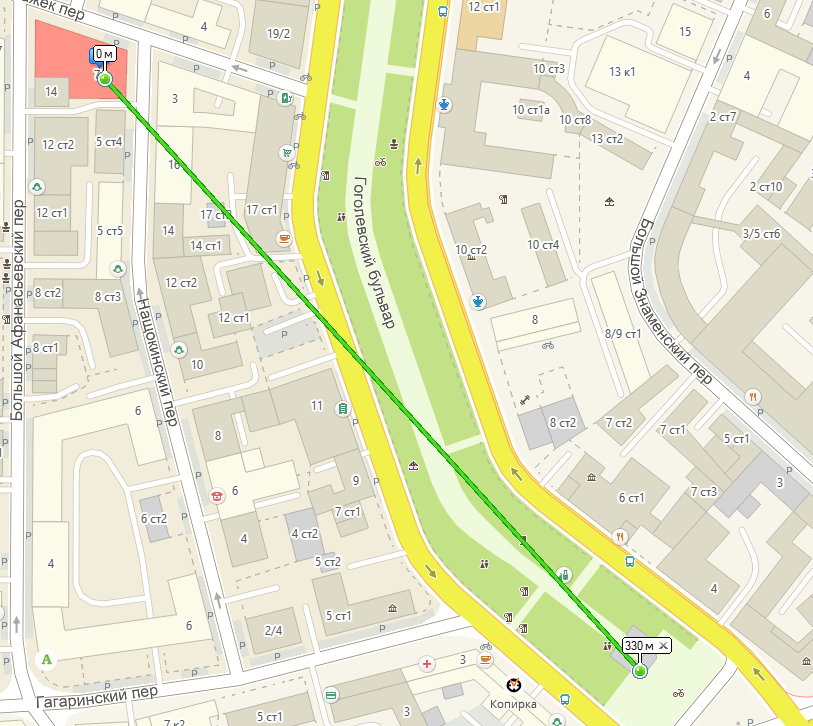 жек пер
4
19/2
12 ст1
6
15
0 м
7
14
3
10 ст3
13 к1
4
10 ст1а
10 ст8
2 ст7
12 ст2
5 ст4
13 ст2
16
2 ст10
12 ст1
17 ст1
Гоголевский бульвар
Большой Афанасьевский пер
5 ст5
14
14 ст1
10 ст2
10 ст4
3/5 ст6
Большой Знаменский пер
12 ст2
8 ст2
8 ст3
Нащокинский пер
12 ст1
8
8/9 ст1
P
8 ст1
10
6
11
8
8 ст2
7 ст2
7 ст1
5 ст1
9
6
6 ст1
7 ст3
3
6 ст2
7 ст1
4
4 ст2
5 ст2
4
4
5 ст1
6
2/4
330 м
А
3
Гагаринский пер
Копирка
5 ст1
3
7 к2